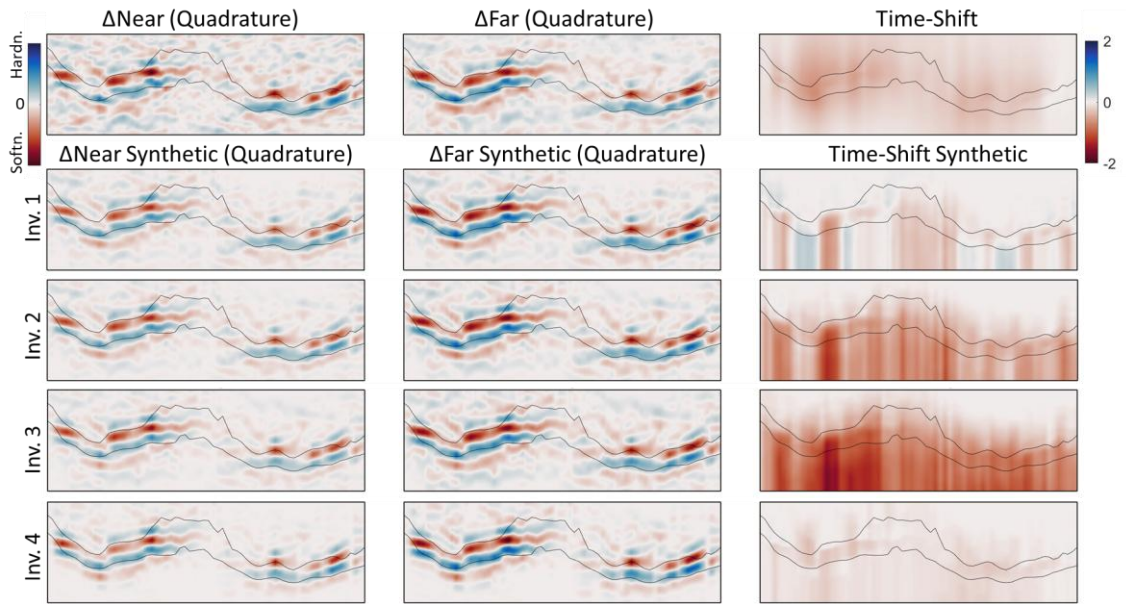 ΔNear (Quadrature)
ΔFar (Quadrature)
Time-Shift
Hardn.
0
Softn.
2
0
-2
ΔNear Synthetic (Quadrature)
ΔFar Synthetic (Quadrature)
Time-Shift Synthetic
Inv. 1
Inv. 2
Inv. 3
Inv. 4